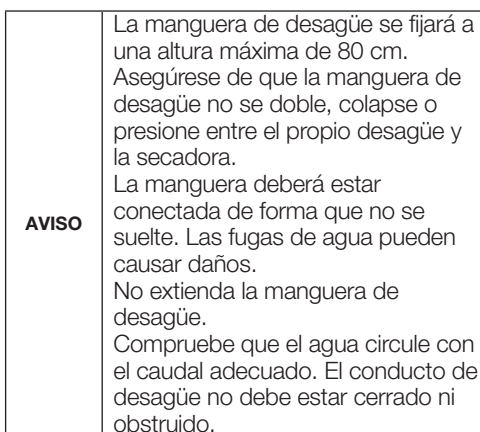 La manguera de desagüe se fijará a
una altura máxima de 80 cm.
Asegúrese de que la manguera de
desagüe no se doble, colapse o
presione entre el propio desagüe y
la secadora.
La manguera deberá estar
conectada de forma que no se
AVISO
suelte. Las fugas de agua pueden
causar daños.
No extienda la manguera de
desagüe.
Compruebe que el agua circule con
el caudal adecuado. El conducto de
desagüe no debe estar cerrado ni
obstruido.